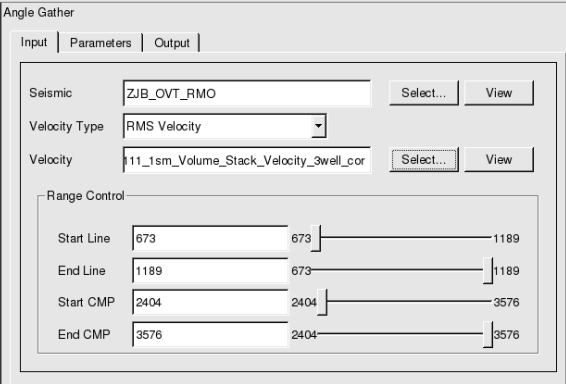 Angle Gather
Input Parameters Output
Seismic ZJB_OVT_RMO Select... View
Velocity Type RMS Velocity
Velocity 111_1sm_Volume_Stack_Velocity_3well_cor Select... View
Range Control
Start Line 673 673 1189
End Line 1189 673 1189
Start CMP 2404 2404 3576
End CMP 3576 2404 3576